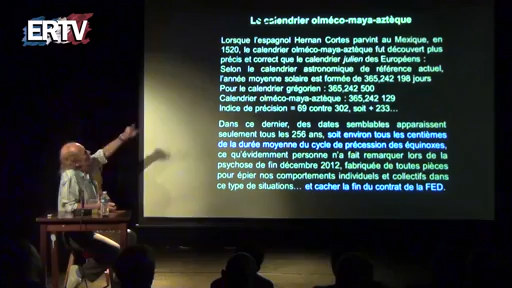 ERTV
Le calendrier olméco-maya-aztèque
Lorsque l'espagnol Hernan Cortes parvint au Mexique, en
1520, le calendrier olméco-maya-aztèque fut découvert plus
précis et correct que le calendrier julien des Européens :
Selon le calendrier astronomique de référence actuel,
l'année moyenne solaire est formée de 365,242 198 jours
Pour le calendrier grégorien : 365,242 500
Calendrier olméco-maya-aztèque : 365,242 129
Indice de précision = 69 contre 302, soit + 233…
Dans ce dernier, des dates semblables apparaissent
seulement tous les 256 ans, soit environ tous les centièmes
de la durée moyenne du cycle de précession des équinoxes,
ce qu'évidemment personne n'a fait remarquer lors de la
psychose de fin décembre 2012, fabriquée de toutes pièces
pour épier nos comportements individuels et collectifs dans
ce type de situations… et cacher la fin du contrat de la FED.